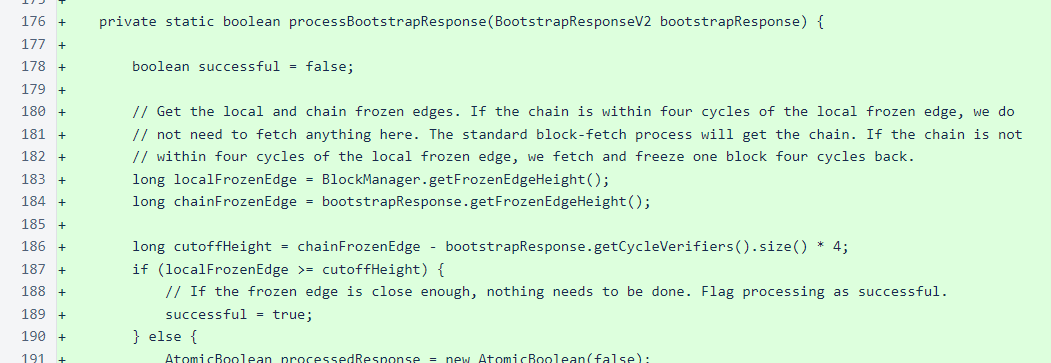 175 +
176 + private static boolean processBootstrapResponse(BootstrapResponseV2 bootstrapResponse) {
177 +
178 + boolean successful = false;
179 +
180 + // Get the local and chain frozen edges. If the chain is within four cycles of the local frozen edge, we do
181 + // not need to fetch anything here. The standard block-fetch process will get the chain. If the chain is not
182 + // within four cycles of the local frozen edge, we fetch and freeze one block four cycles back.
183 + long localFrozenEdge = BlockManager.getFrozenEdgeHeight();
184 + long chainFrozenEdge = bootstrapResponse.getFrozenEdgeHeight();
185 +
186 + long cutoffHeight = chainFrozenEdge - bootstrapResponse.getCycleVerifiers().size() * 4;
187 + if (localFrozenEdge >= cutoffHeight) {
188 + // If the frozen edge is close enough, nothing needs to be done. Flag processing as successful.
189 + successful = true;
190 + } else {
191 + AtomicBoolean processedResponse = new AtomicBoolean(false);